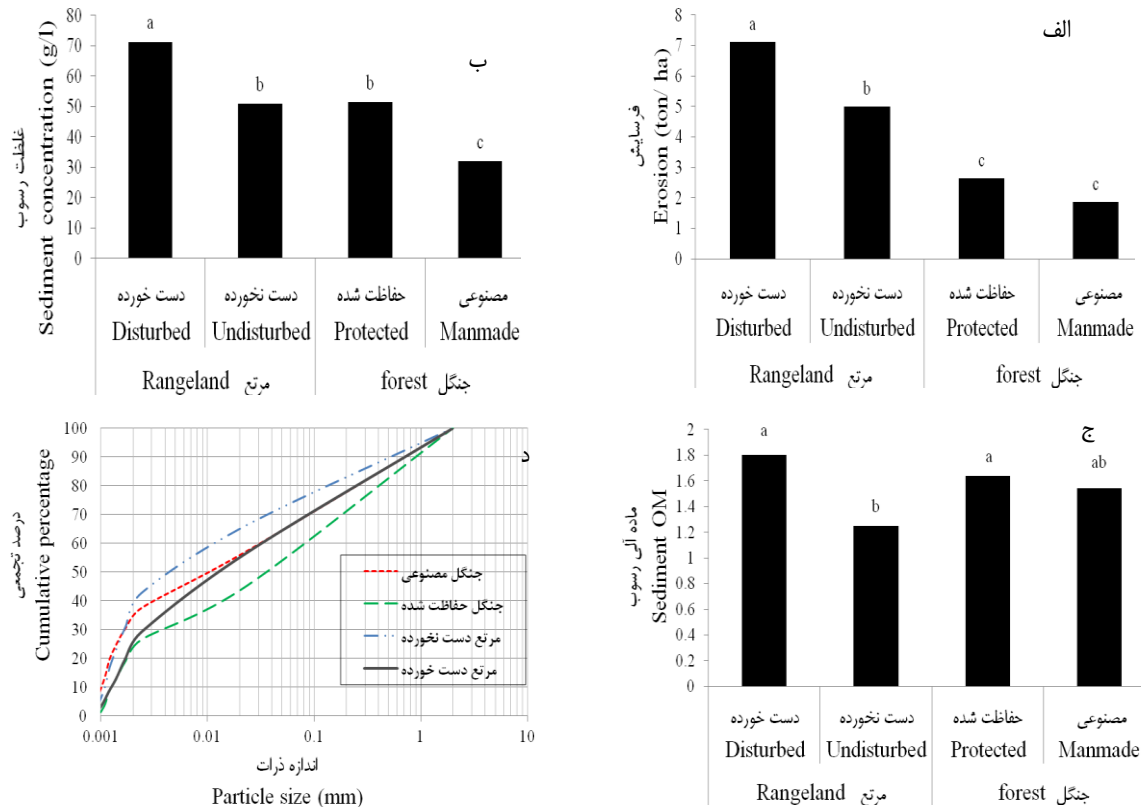 الف
فرسایش
Erosion (ton/ ha)
8
7
6
5
4
3
2
1
0
a
b
c
c
دست خورده
دست نخورده
حفاظت شده
مصنوعی
Disturbed
Undisturbed
Protected
Manmade
Rangeland مرتع
forest جنگل
ب
غلظت رسوب
Sediment concentration (g/l)
80
70
60
50
40
30
20
10
0
a
b
b
c
دست خورده
دست نخورده
حفاظت شده
مصنوعی
Disturbed
Undisturbed
Protected
Manmade
Rangeland مرتع
forest جنگل
ج
ماده آلی رسوب
Sediment OM
2
1.8
1.6
1.4
1.2
1
0.8
0.6
0.4
0.2
0
a
b
a
ab
دست خورده
دست نخورده
حفاظت شده
مصنوعی
Disturbed
Undisturbed
Protected
Manmade
Rangeland مرتع
forest جنگل
د
درصد تجمعی
Cumulative percentage
100
90
80
70
60
50
40
30
20
10
0
جنگل مصنوعی
جنگل حفاظت شده
مرتع دست نخورده
مرتع دست خورده
0.001
0.01
0.1
1
10
اندازه ذرات
Particle size (mm)